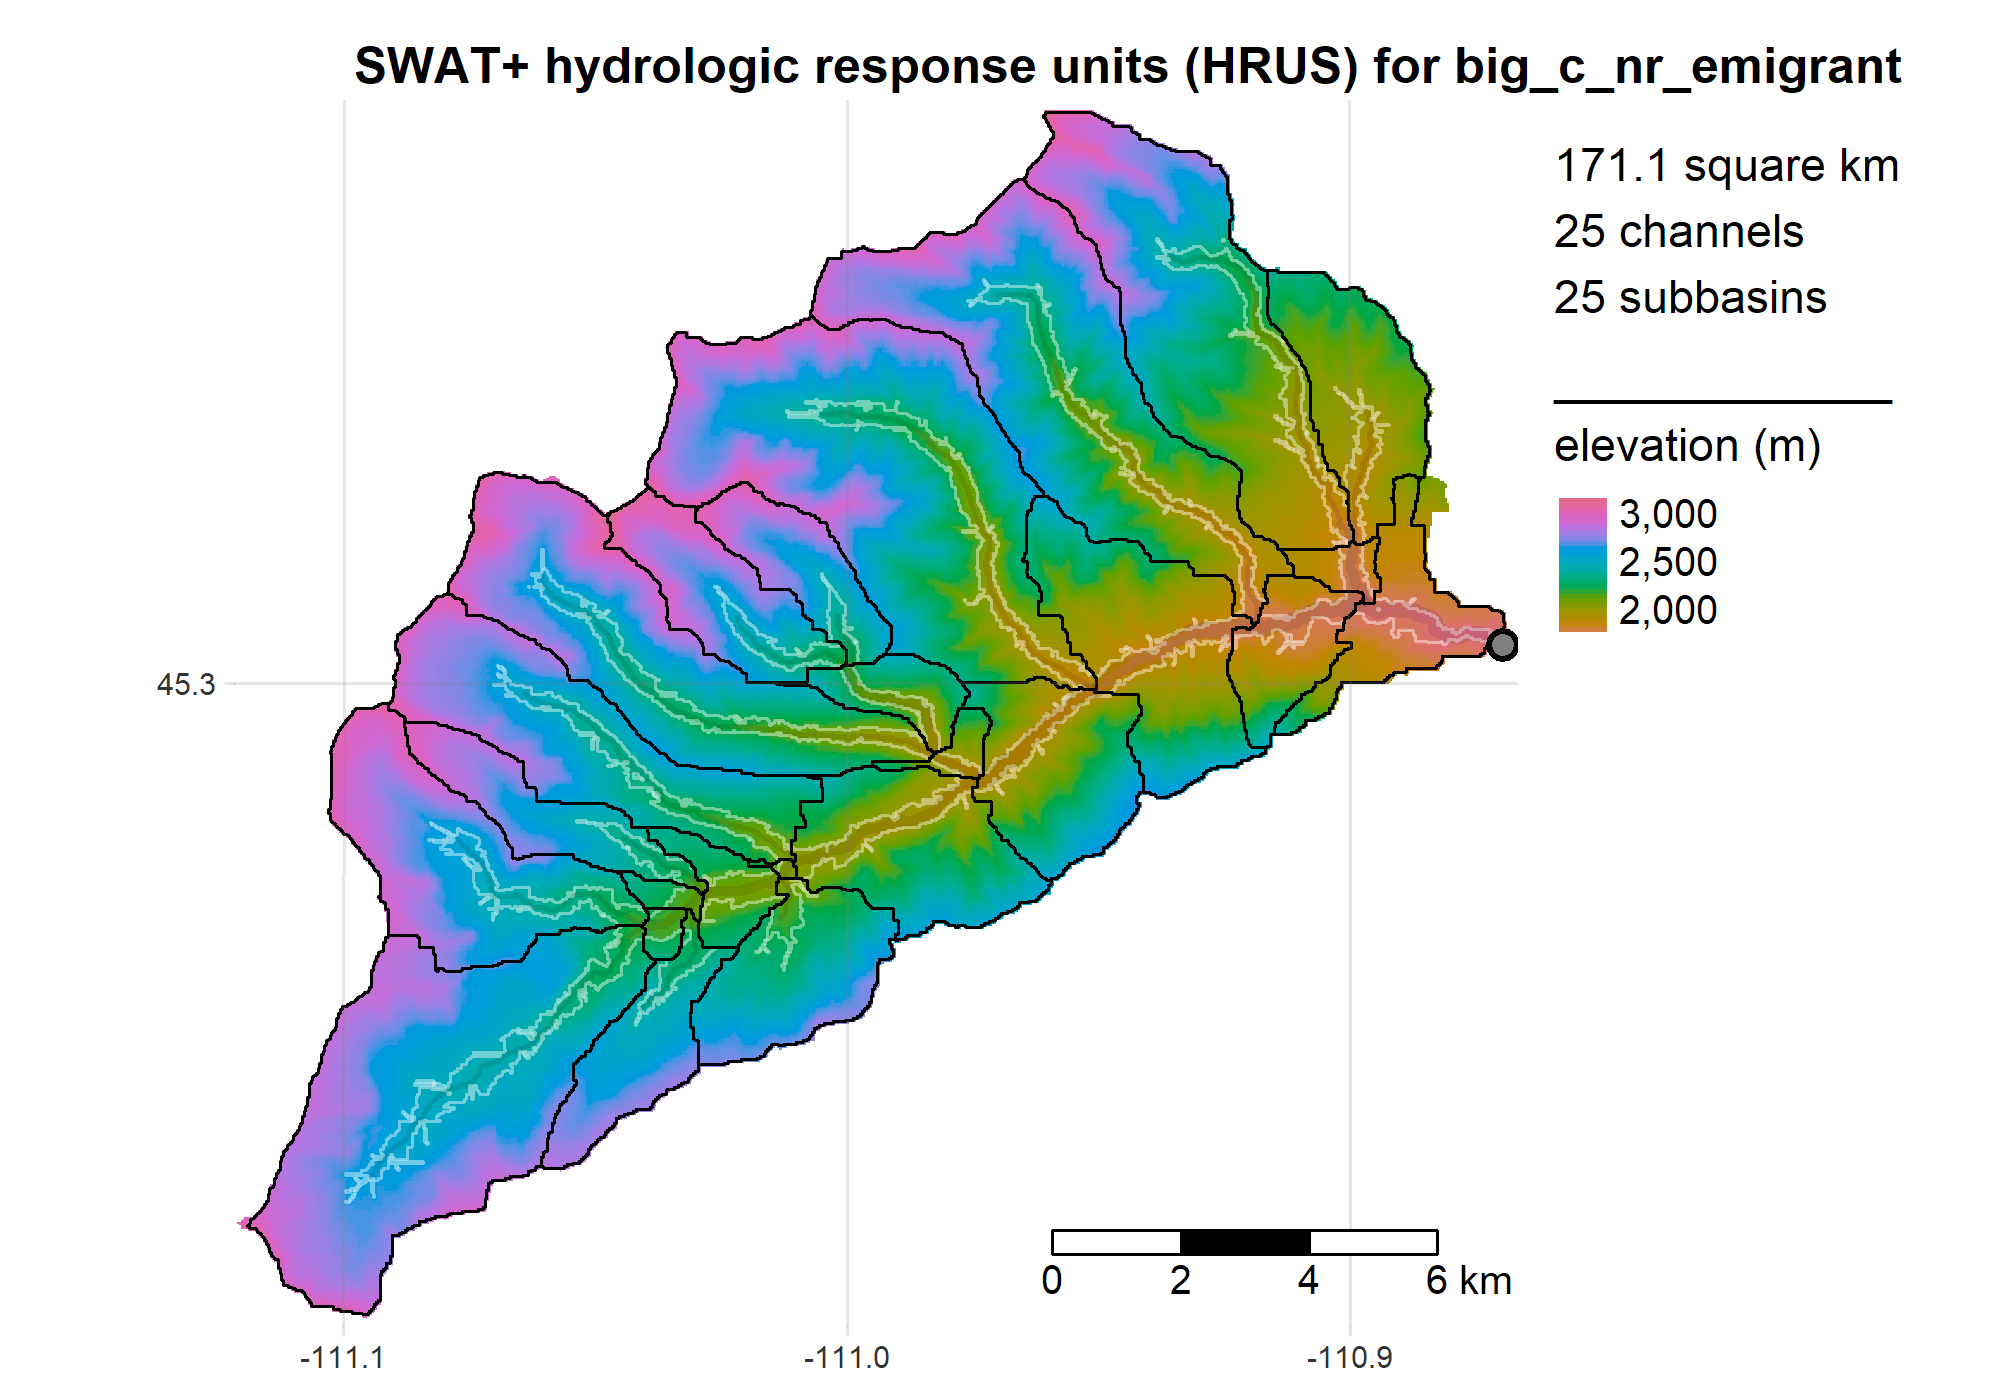 SWAT+ hydrologic response units (HRUS) for big_c_nr_emigrant
171.1 square km
25 channels
25 subbasins
elevation (m)
3,000
2,500
2,000
45.3
0 2 4 6 km
-111.1 -111.0 -110.9